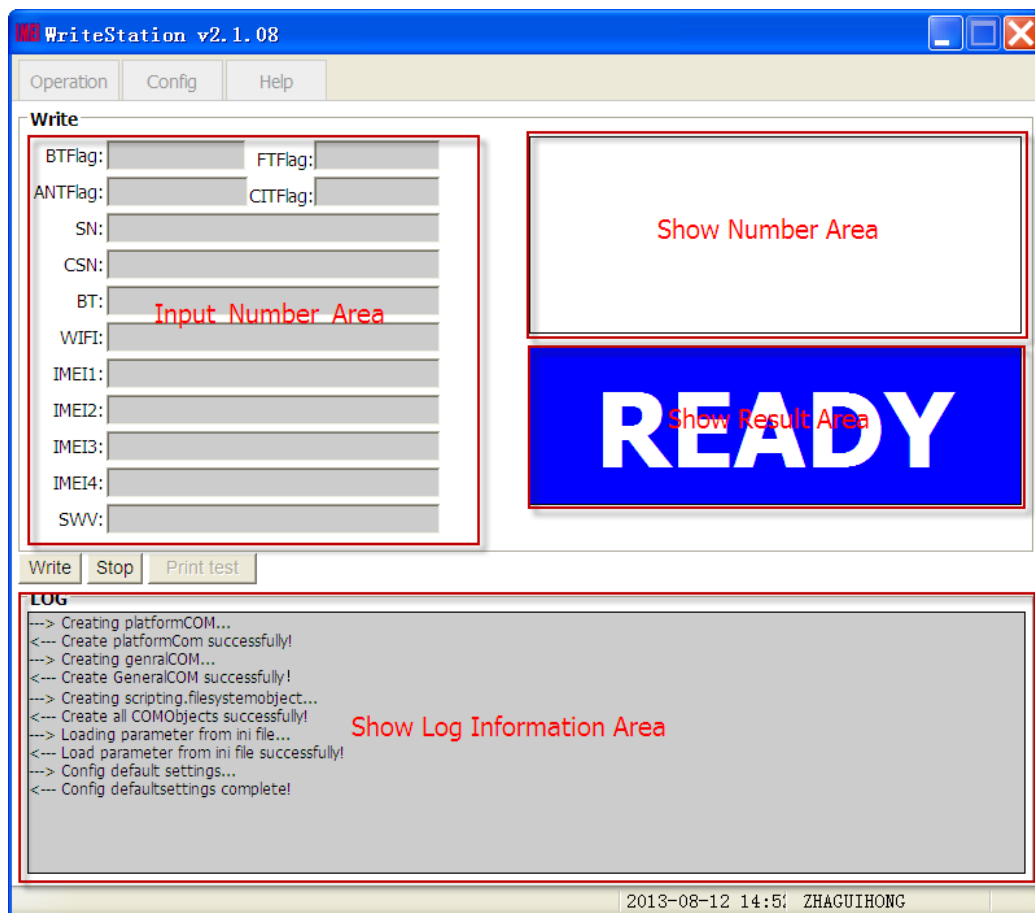 IMEI WriteStation v2.1.08
Operation Config Help
Write
BTFlag: FTFlag:
ANTFlag: CITFlag:
SN:
CSN:
BT:
WIFI:
IMEI1:
IMEI2:
IMEI3:
IMEI4:
SWV:
Input Number Area
Show Number Area
READY
Show Result Area
Write Stop Print test
LOG
---> Creating platformCOM...
<--- Create platformCom successfully!
---> Creating genralCOM...
<--- Create GeneralCOM successfully!
---> Creating scripting.filesystemobject...
<--- Create all COMObjects successfully!
---> Loading parameter from ini file...
<--- Load parameter from ini file successfully!
---> Config default settings...
<--- Config defaultsettings complete!
Show Log Information Area
2013-08-12 14:5 ZHAGUIHONG